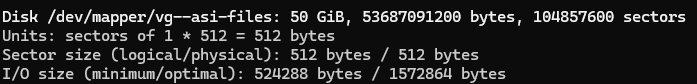 Disk /dev/mapper/vg--asi-files: 50 GiB, 53687091200 bytes, 104857600 sectors
Units: sectors of 1 * 512 = 512 bytes
Sector size (logical/physical): 512 bytes / 512 bytes
I/O size (minimum/optimal): 524288 bytes / 1572864 bytes